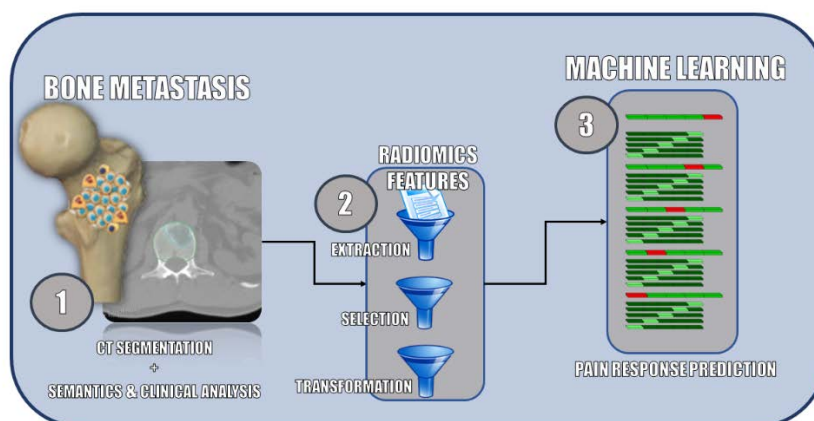 BONE METASTASIS
1
CT SEGMENTATION
+
SEMANTICS & CLINICAL ANALYSIS
2
RADIOMICS
FEATURES
EXTRACTION
SELECTION
TRANSFORMATION
MACHINE LEARNING
3
PAIN RESPONSE PREDICTION